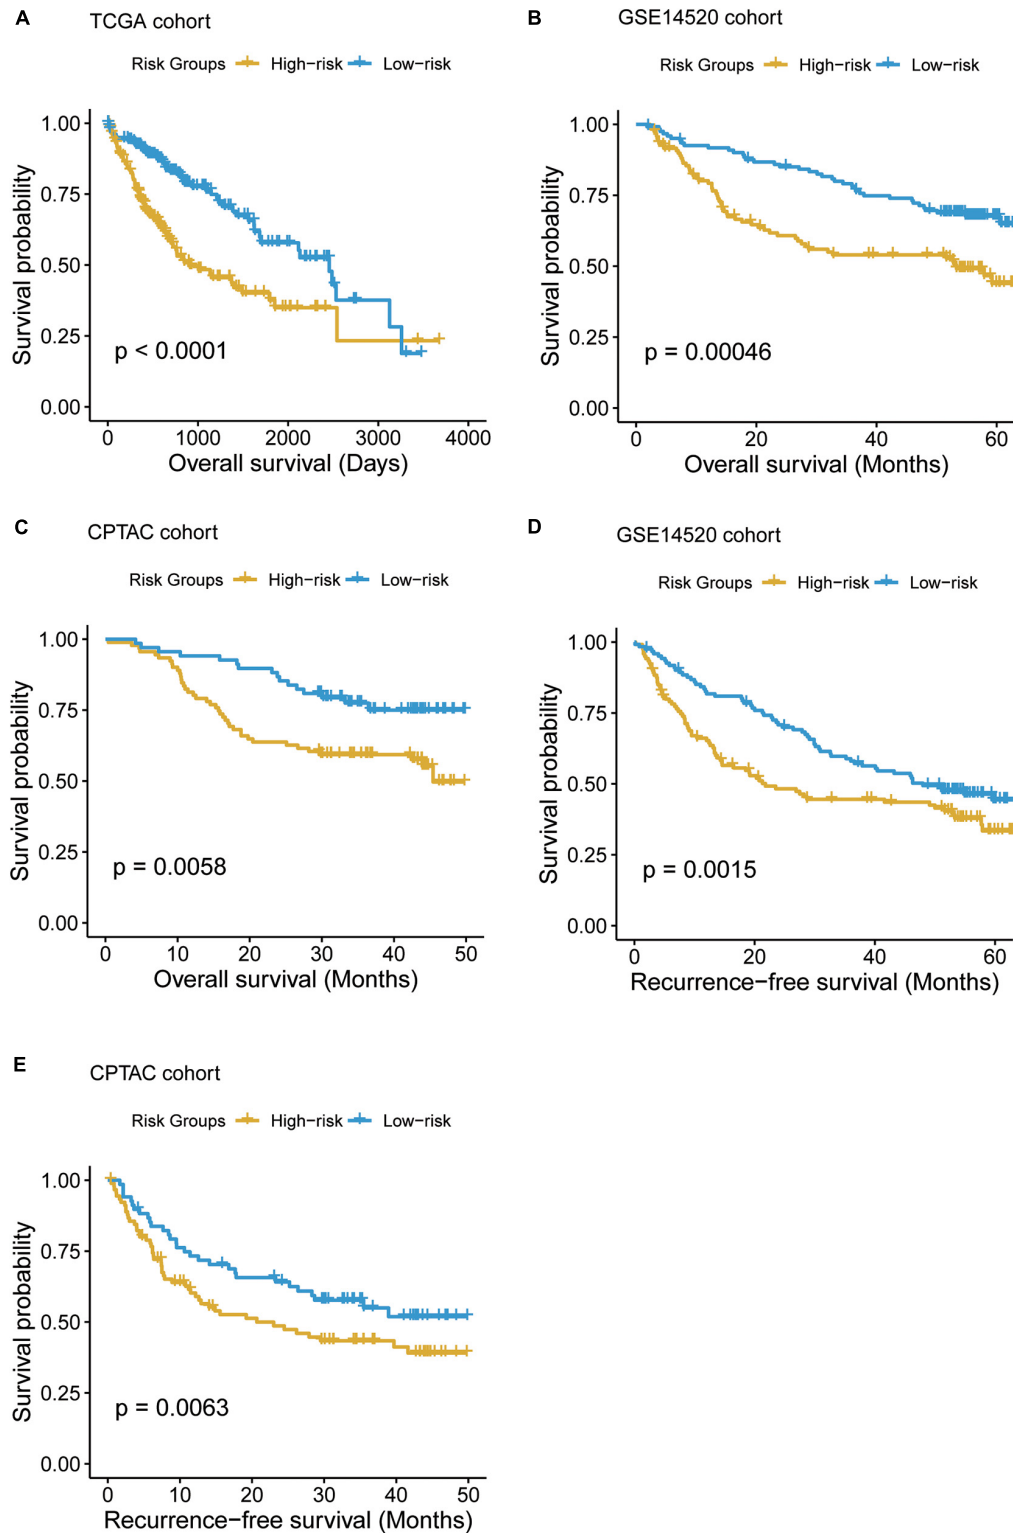 A
TCGA cohort
Risk Groups High-risk Low-risk
Survival probability
1.00
0.75
0.50
0.25
0.00
p < 0.0001
0 1000 2000 3000 4000
Overall survival (Days)
B
GSE14520 cohort
Risk Groups High-risk Low-risk
Survival probability
1.00
0.75
0.50
0.25
0.00
p = 0.00046
0 20 40 60
Overall survival (Months)
C
CPTAC cohort
Risk Groups High-risk Low-risk
Survival probability
1.00
0.75
0.50
0.25
0.00
p = 0.0058
0 10 20 30 40 50
Overall survival (Months)
D
GSE14520 cohort
Risk Groups High-risk Low-risk
Survival probability
1.00
0.75
0.50
0.25
0.00
p = 0.0015
0 20 40 60
Recurrence-free survival (Months)
E
CPTAC cohort
Risk Groups High-risk Low-risk
Survival probability
1.00
0.75
0.50
0.25
0.00
p = 0.0063
0 10 20 30 40 50
Recurrence-free survival (Months)